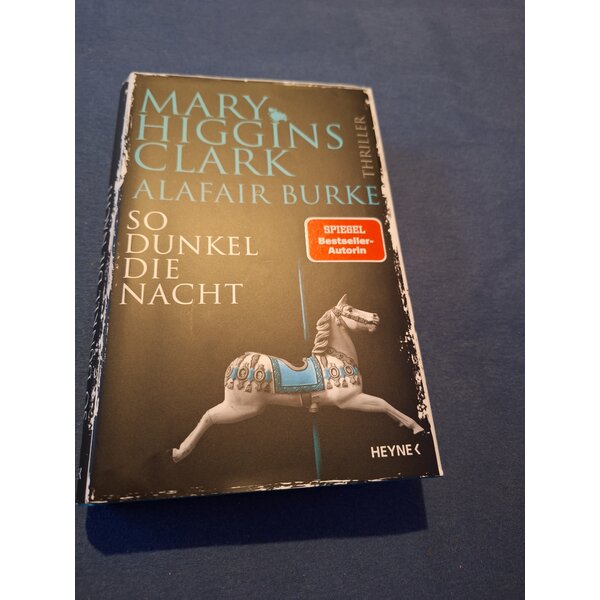 MARY
HIGGINS
CLARK
ALAFAIR BURKE
THRILLER
SO
DUNKEL
DIE
NACHT
SPIEGEL
Bestseller-
Autorin
HEYNE<